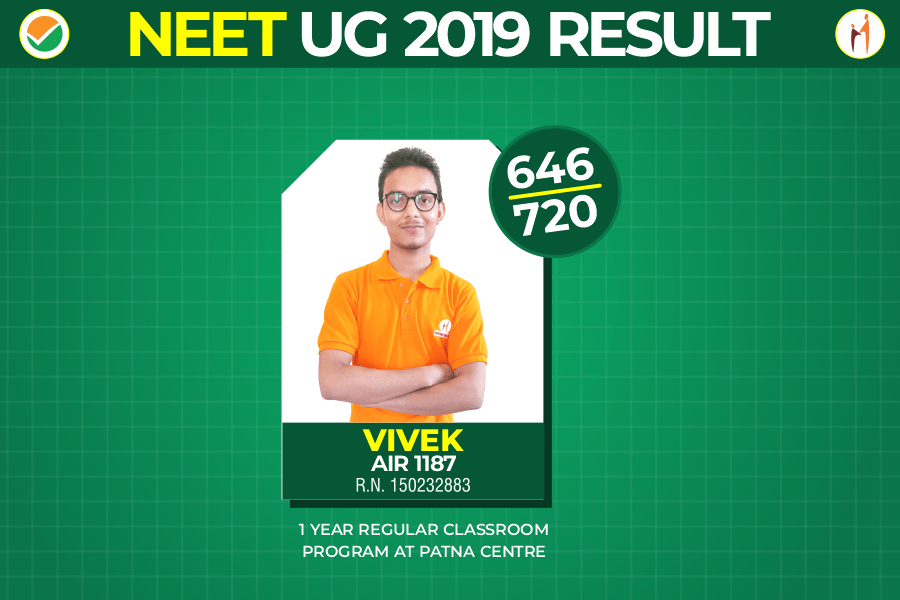 NEET UG 2019 RESULT
646
720
VIVEK
AIR 1187
R.N. 150232883
1 YEAR REGULAR CLASSROOM
PROGRAM AT PATNA CENTRE